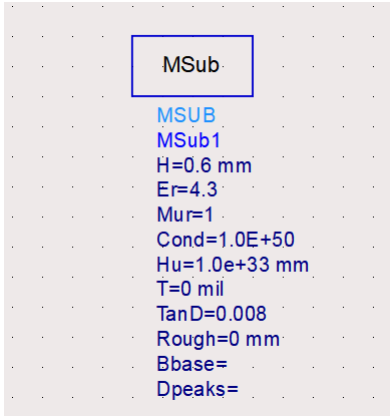 MSub
MSUB
MSub1
H=0.6 mm
Er=4.3
Mur=1
Cond=1.0E+50
Hu=1.0e+33 mm
T=0 mil
TanD=0.008
Rough=0 mm
Bbase=
Dpeaks=